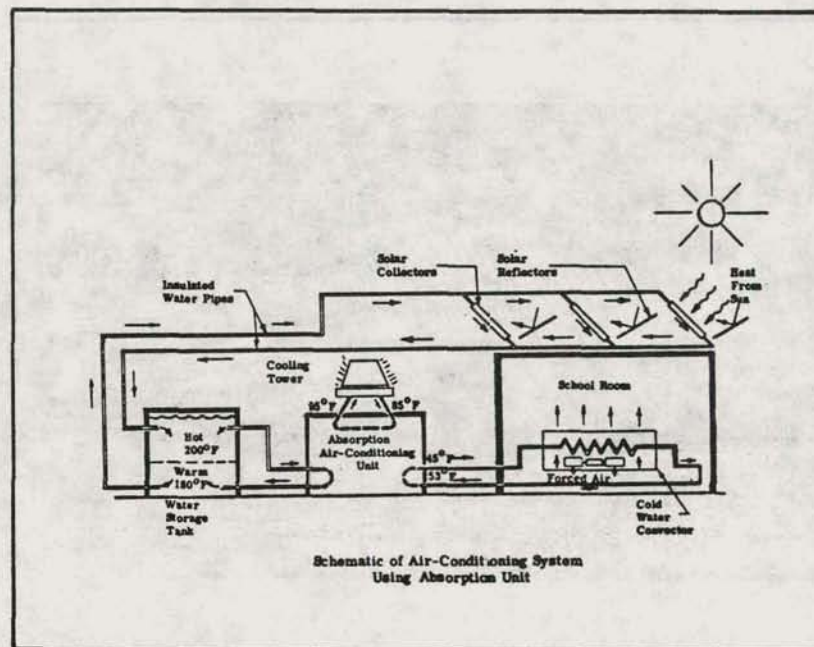 Solar
Collectors
Solar
Reflectors
Heat
From
Sun
Insulated
Water Pipes
Cooling
Tower
95°F
85°F
School Room
Hot
200°F
Absorption
Air-Conditioning
Unit
45°F
53°F
Warm
180°F
Forced Air
Water
Storage
Tank
Cold
Water
Convector
Schematic of Air-Conditioning System
Using Absorption Unit